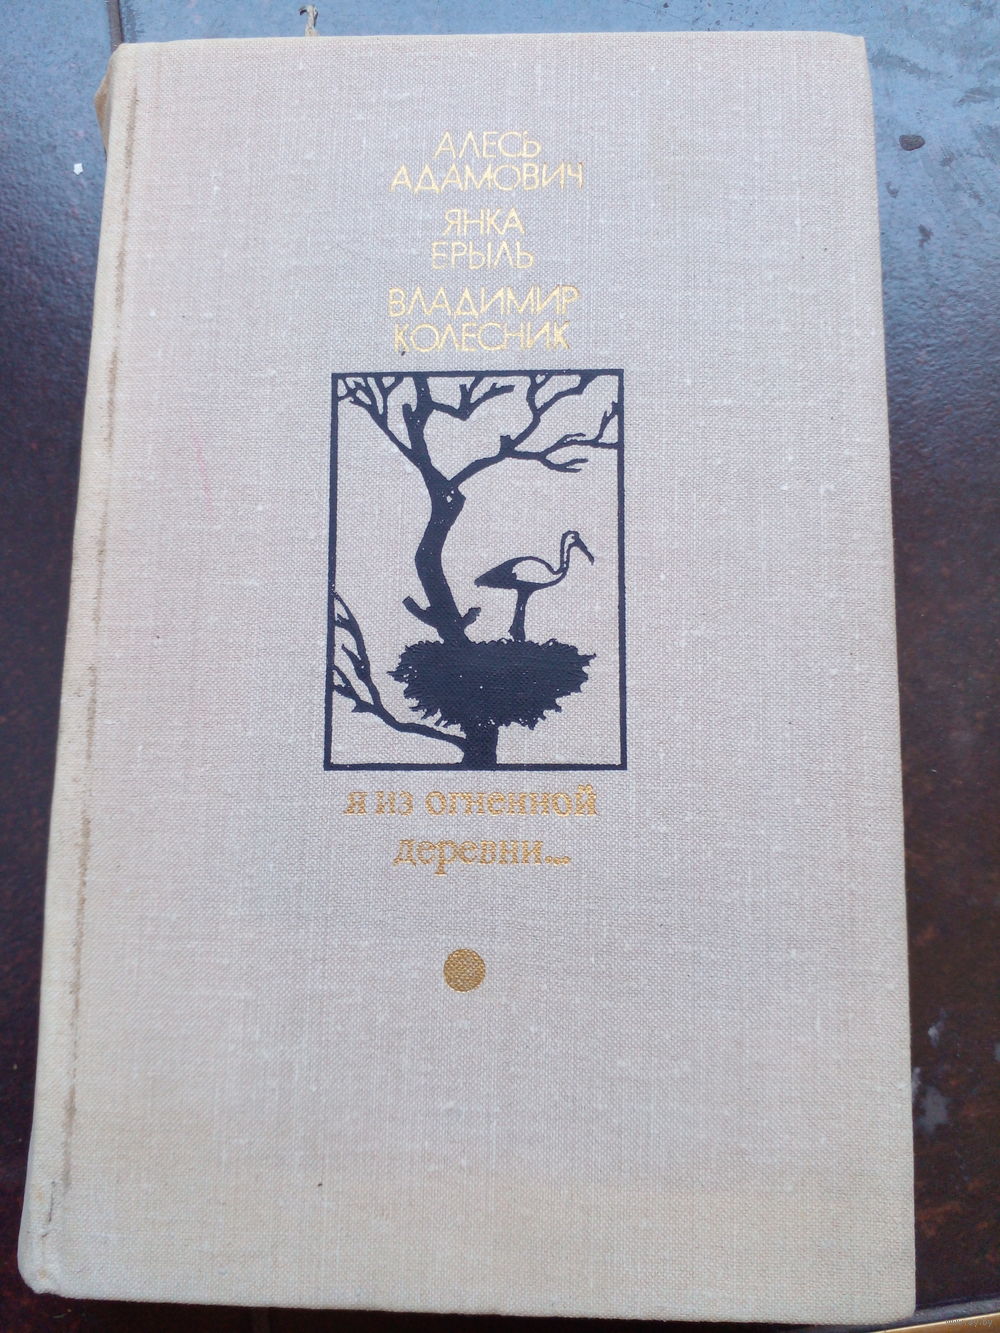 АЛЕСЬ
АДАМОВИЧ
ЯНКА
БРЫЛЬ
ВЛАДИМИР
КОЛЕСНИК
я из огненной
деревни...